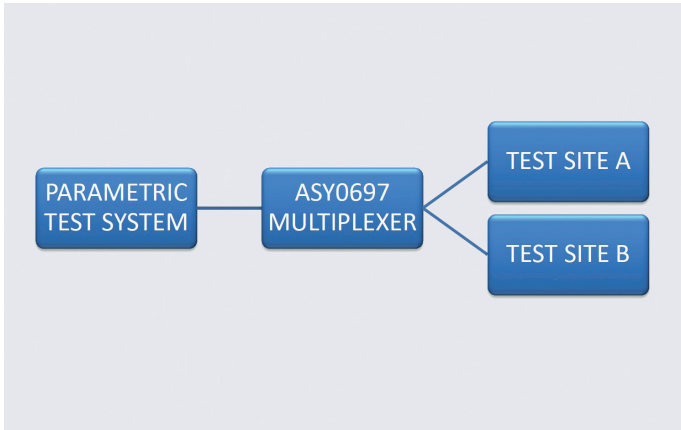 PARAMETRIC
TEST SYSTEM
ASY0697
MULTIPLEXER
TEST SITE A
TEST SITE B